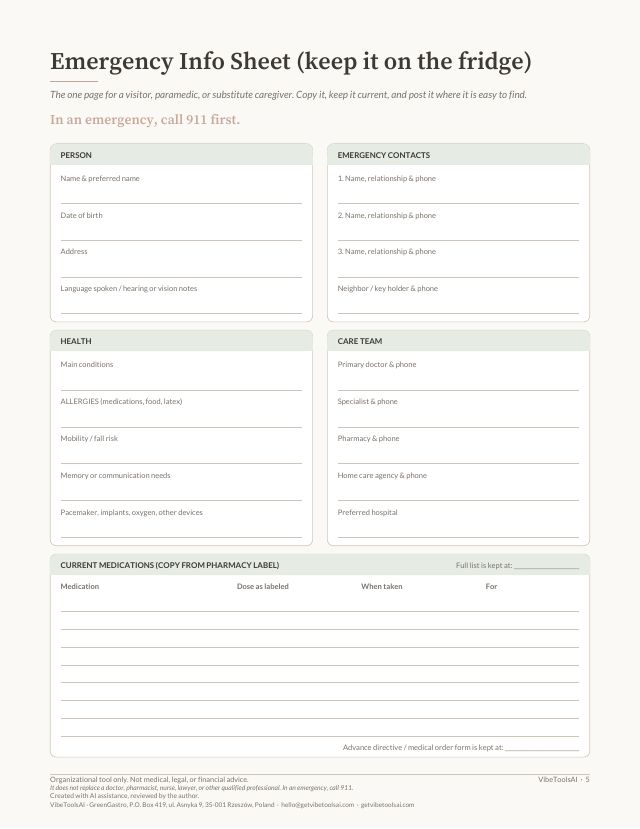 Emergency Info Sheet (keep it on the fridge)
The one page for a visitor, paramedic, or substitute caregiver. Copy it, keep it current, and post it where it is easy to find.
In an emergency, call 911 first.
PERSON
Name & preferred name
Date of birth
Address
Language spoken / hearing or vision notes
EMERGENCY CONTACTS
1. Name, relationship & phone
2. Name, relationship & phone
3. Name, relationship & phone
Neighbor / key holder & phone
HEALTH
Main conditions
ALLERGIES (medications, food, latex)
Mobility / fall risk
Memory or communication needs
Pacemaker, implants, oxygen, other devices
CARE TEAM
Primary doctor & phone
Specialist & phone
Pharmacy & phone
Home care agency & phone
Preferred hospital
CURRENT MEDICATIONS (COPY FROM PHARMACY LABEL) Full list is kept at: ________________
Medication Dose as labeled When taken For
Advance directive / medical order form is kept at: __________________
Organizational tool only. Not medical, legal, or financial advice. VibeToolsAI · 5
It does not replace a doctor, pharmacist, nurse, lawyer, or other qualified professional. In an emergency, call 911.
Created with AI assistance, reviewed by the author.
VibeToolsAI · GreenGastro, P.O. Box 419, ul. Asnyka 9, 35-001 Rzeszów, Poland · hello@getvibetoolsai.com · getvibetoolsai.com